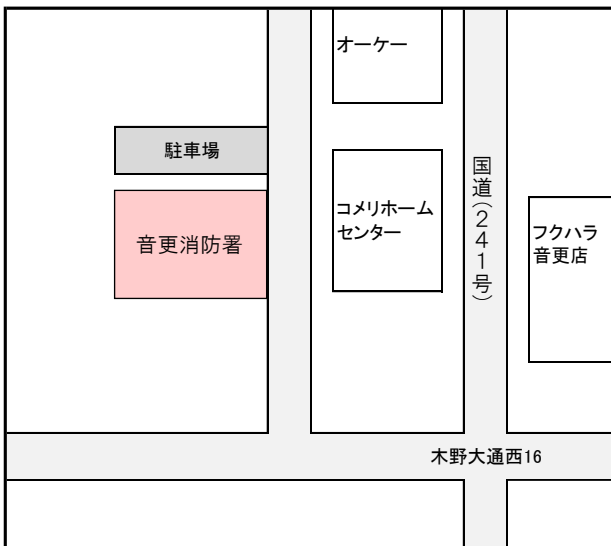 オーケー
駐車場
音更消防署
コメリホーム
センター
国道(241号)
フクハラ
音更店
木野大通西16